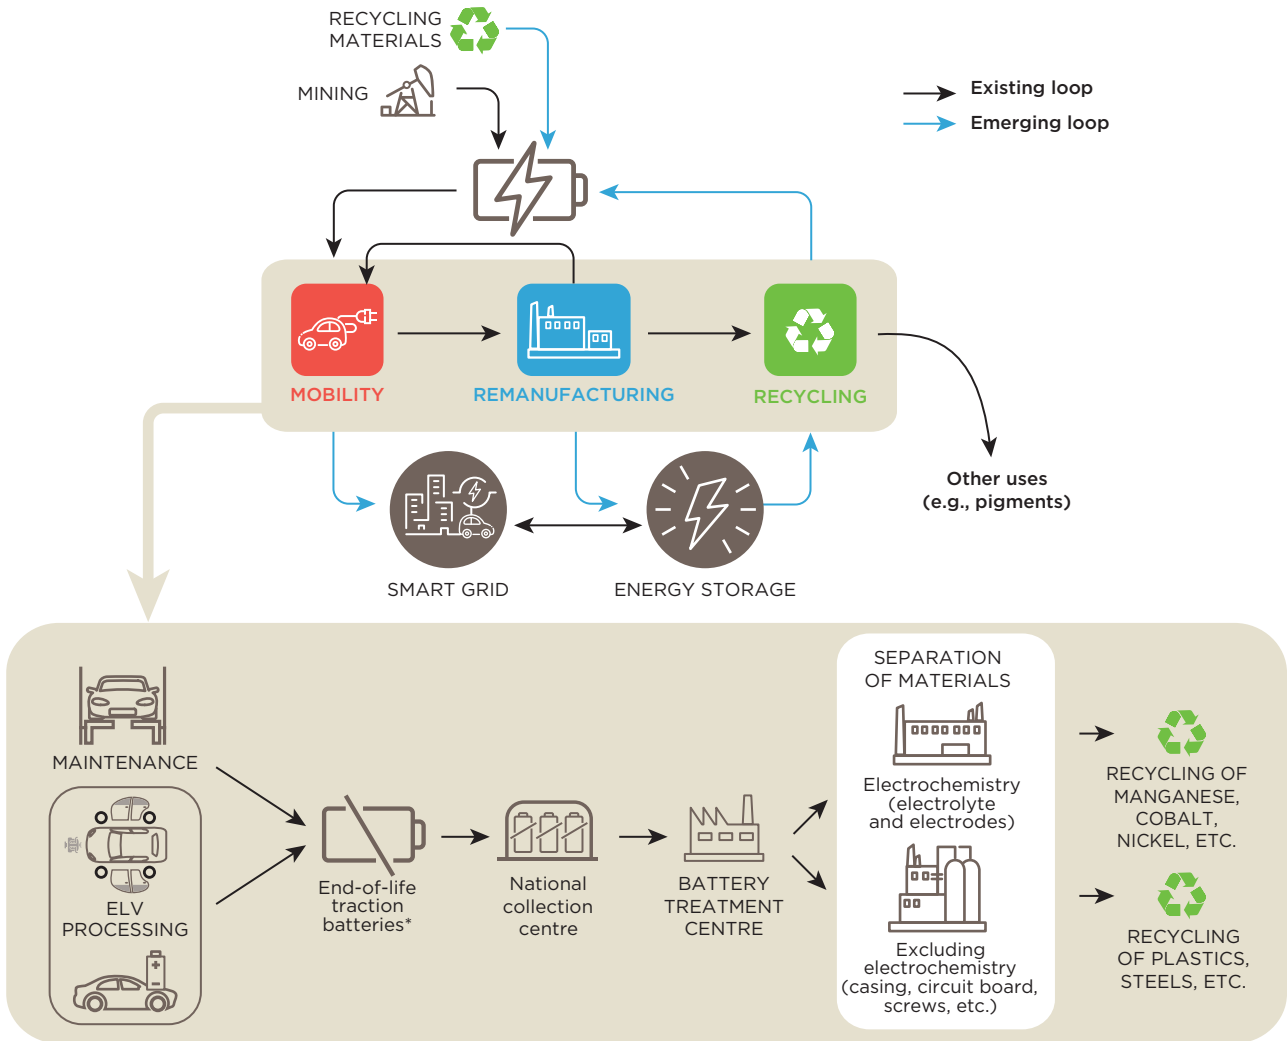 RECYCLING
MATERIALS
MINING
Existing loop
Emerging loop
MOBILITY
REMANUFACTURING
RECYCLING
Other uses
(e.g., pigments)
SMART GRID
ENERGY STORAGE
MAINTENANCE
ELV
PROCESSING
End-of-life
traction
batteries*
National
collection
centre
BATTERY
TREATMENT
CENTRE
SEPARATION
OF MATERIALS
Electrochemistry
(electrolyte
and electrodes)
Excluding
electrochemistry
(casing, circuit board,
screws, etc.)
RECYCLING OF
MANGANESE,
COBALT,
NICKEL, ETC.
RECYCLING
OF PLASTICS,
STEELS, ETC.